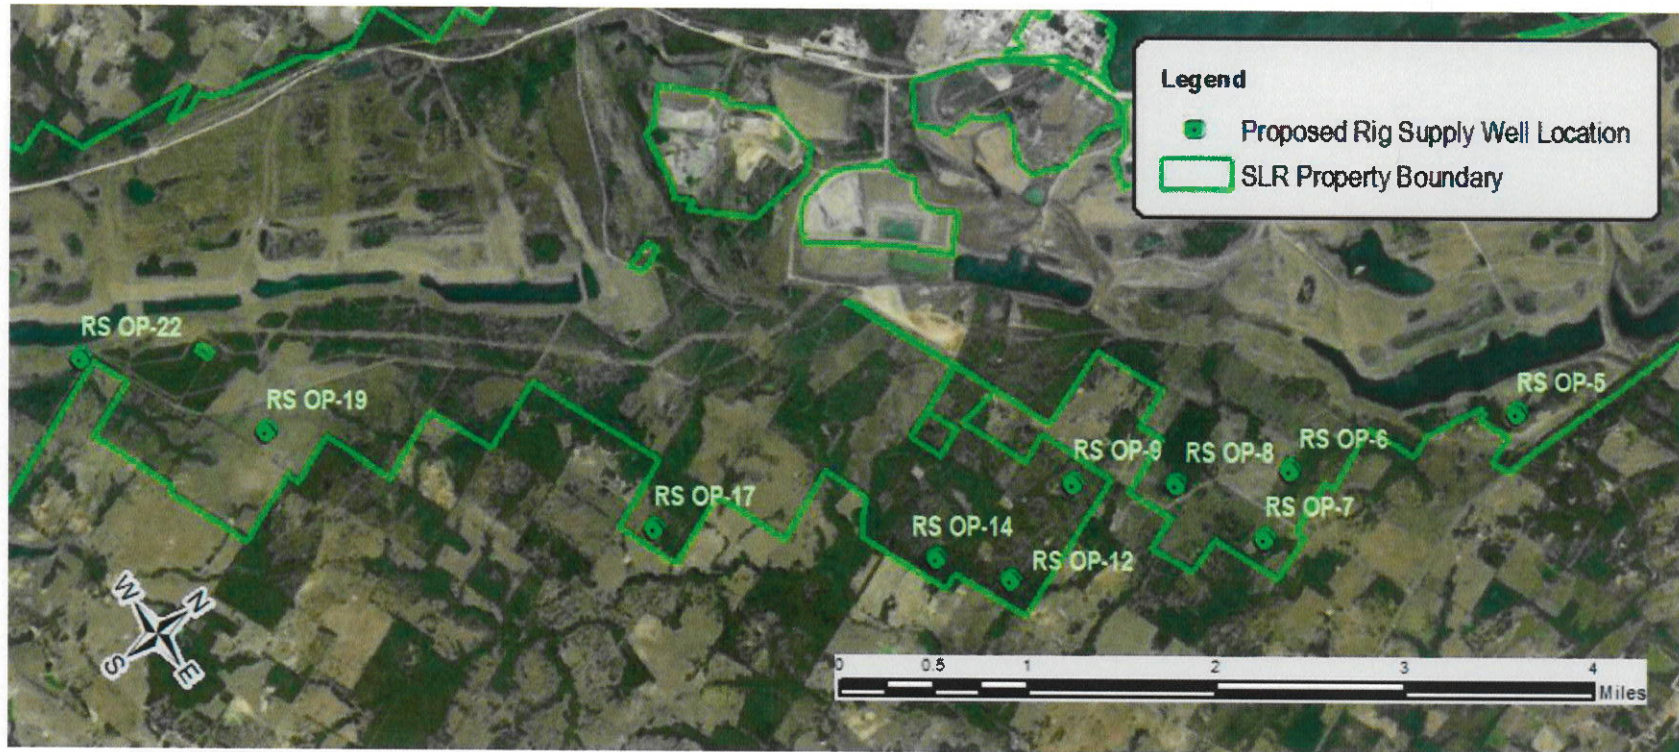 Legend
Proposed Rig Supply Well Location
SLR Property Boundary
RS OP-22
RS OP-19
RS OP-17
RS OP-14
RS OP-12
RS OP-9
RS OP-8
RS OP-6
RS OP-7
RS OP-5
W
N
S
E
0 0.5 1 2 3 4
Miles